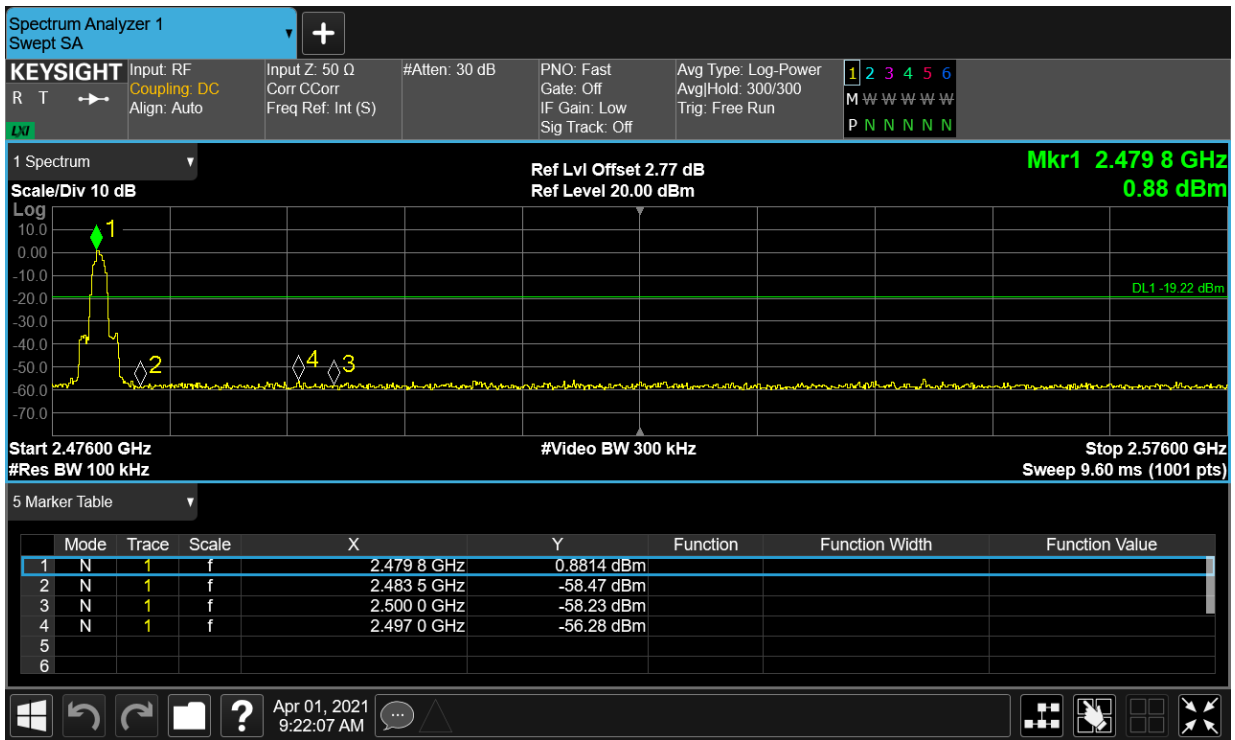 Spectrum Analyzer 1
Swept SA
+
KEYSIGHT
R T
LXI
Input: RF
Coupling: DC
Align: Auto
Input Z: 50 Ω
Corr CCorr
Freq Ref: Int (S)
#Atten: 30 dB
PNO: Fast
Gate: Off
IF Gain: Low
Sig Track: Off
Avg Type: Log-Power
Avg|Hold: 300/300
Trig: Free Run
1 2 3 4 5 6
M W W W W W
P N N N N N
1 Spectrum
Scale/Div 10 dB
Ref Lvl Offset 2.77 dB
Ref Level 20.00 dBm
Mkr1 2.479 8 GHz
0.88 dBm
Log
10.0
0.00
-10.0
-20.0
-30.0
-40.0
-50.0
-60.0
-70.0
1
2
4
3
DL1 -19.22 dBm
Start 2.47600 GHz
#Res BW 100 kHz
#Video BW 300 kHz
Stop 2.57600 GHz
Sweep 9.60 ms (1001 pts)
5 Marker Table
Mode Trace Scale X Y Function Function Width Function Value
1 N 1 f 2.479 8 GHz 0.8814 dBm
2 N 1 f 2.483 5 GHz -58.47 dBm
3 N 1 f 2.500 0 GHz -58.23 dBm
4 N 1 f 2.497 0 GHz -56.28 dBm
5
6
?
Apr 01, 2021
9:22:07 AM